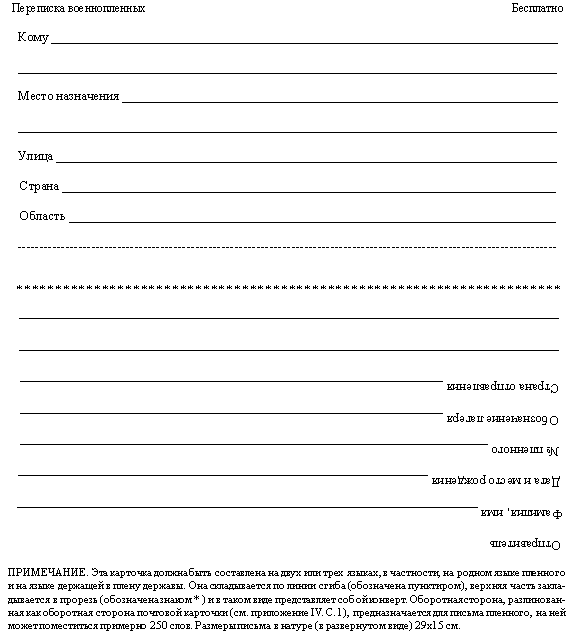 Переписка военнопленных Бесплатно
Кому
Место назначения
Улица
Страна
Область
Страна отправления
Обозначение лагеря
№ пленного
Дата и место рождения
Фамилия, имя
Отправитель
ПРИМЕЧАНИЕ. Эта карточка должна быть составлена на двух или трех языках, в частности, на родном языке пленного
и на языке держащей в плену державы. Она складывается по линии сгиба (обозначена пунктиром), верхняя часть закла-
дывается в прорезь (обозначена знаком * ) и в таком виде представляет собой конверт. Оборотная сторона, разлинован-
ная как оборотная сторона почтовой карточки (см. приложение IV. С. 1), предназначается для письма пленного, на ней
может поместиться примерно 250 слов. Размеры письма в натуре (в развернутом виде) 29х15 см.